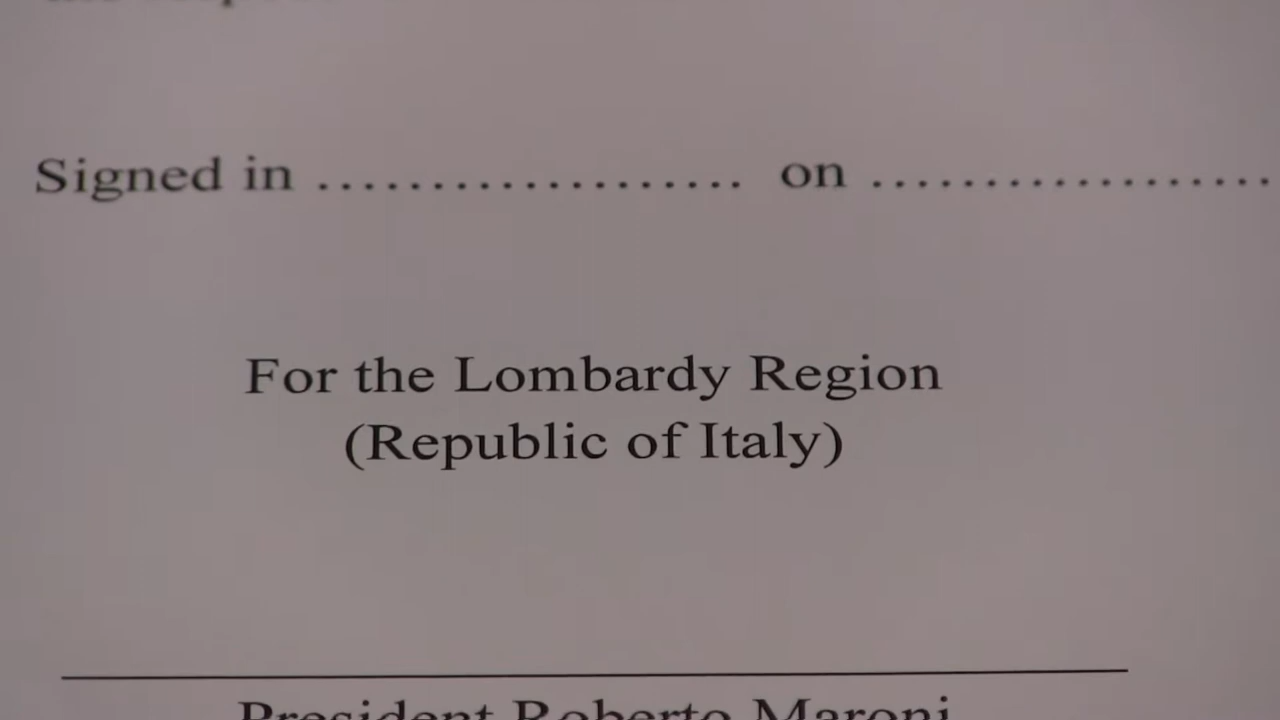 Signed in ................... on ..................
For the Lombardy Region
(Republic of Italy)
President Roberto Maroni